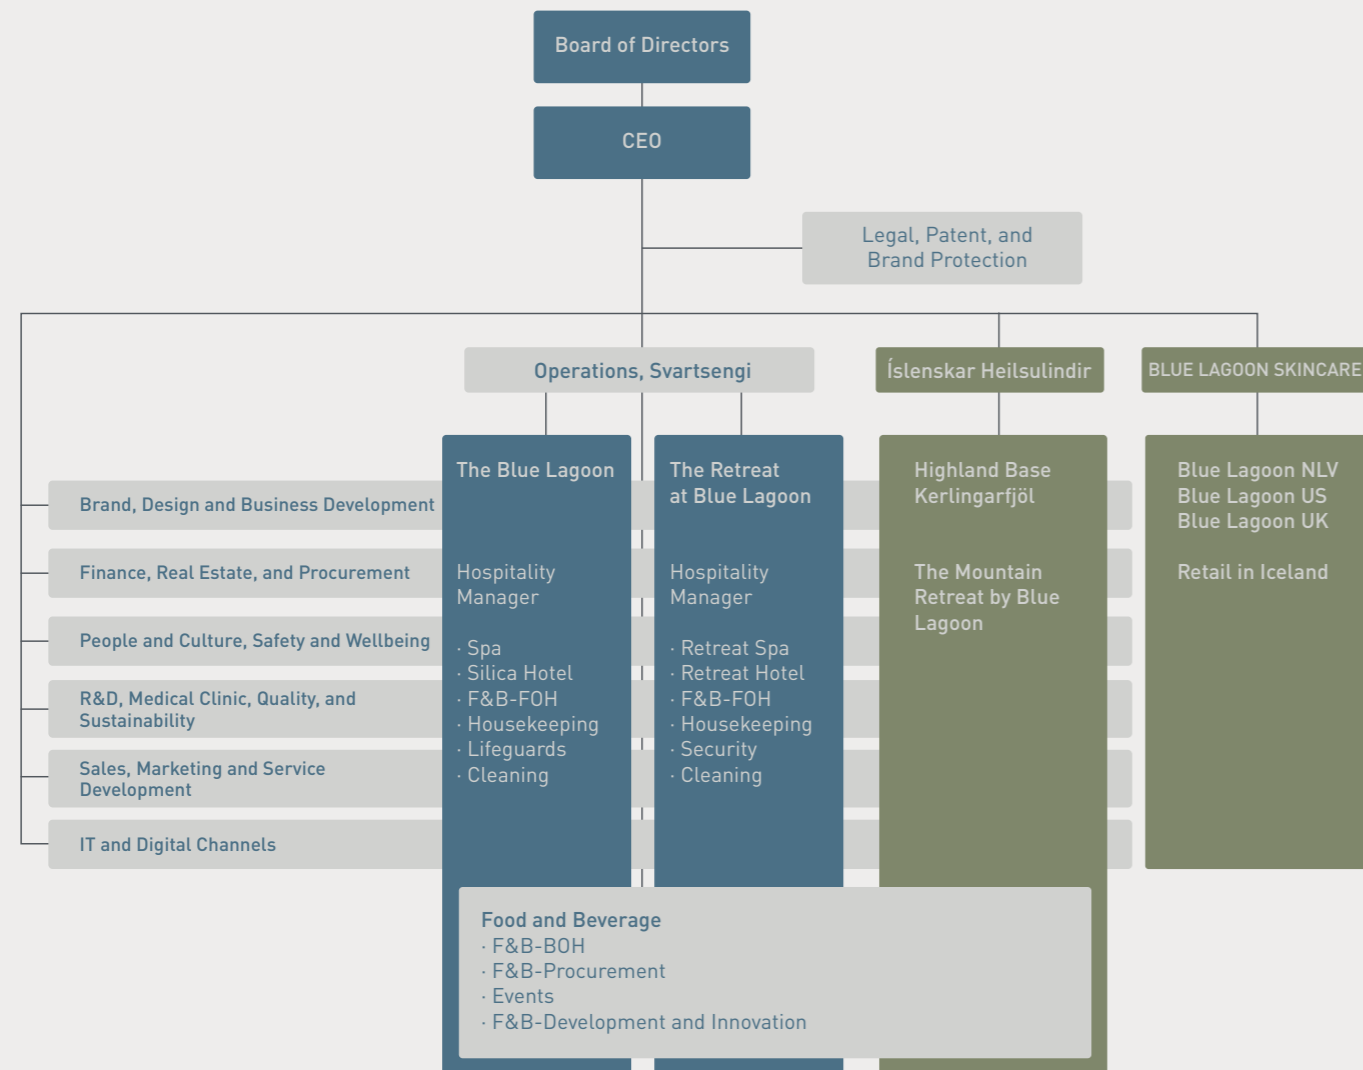 Board of Directors
CEO
Legal, Patent, and
Brand Protection
Operations, Svartsengi
Íslenskar Heilsulindir
BLUE LAGOON SKINCARE
Brand, Design and Business Development
Finance, Real Estate, and Procurement
People and Culture, Safety and Wellbeing
R&D, Medical Clinic, Quality, and
Sustainability
Sales, Marketing and Service
Development
IT and Digital Channels
The Blue Lagoon
Hospitality
Manager
· Spa
· Silica Hotel
· F&B-FOH
· Housekeeping
· Lifeguards
· Cleaning
The Retreat
at Blue Lagoon
Hospitality
Manager
· Retreat Spa
· Retreat Hotel
· F&B-FOH
· Housekeeping
· Security
· Cleaning
Highland Base
Kerlingarfjöl
The Mountain
Retreat by Blue
Lagoon
Blue Lagoon NLV
Blue Lagoon US
Blue Lagoon UK
Retail in Iceland
Food and Beverage
· F&B-BOH
· F&B-Procurement
· Events
· F&B-Development and Innovation